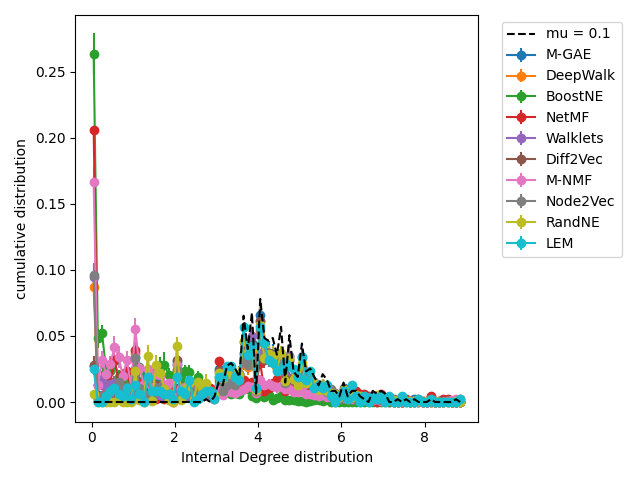 mu = 0.1
M-GAE
DeepWalk
BoostNE
NetMF
Walklets
Diff2Vec
M-NMF
Node2Vec
RandNE
LEM
cumulative distribution
0.25
0.20
0.15
0.10
0.05
0.00
0 2 4 6 8
Internal Degree distribution